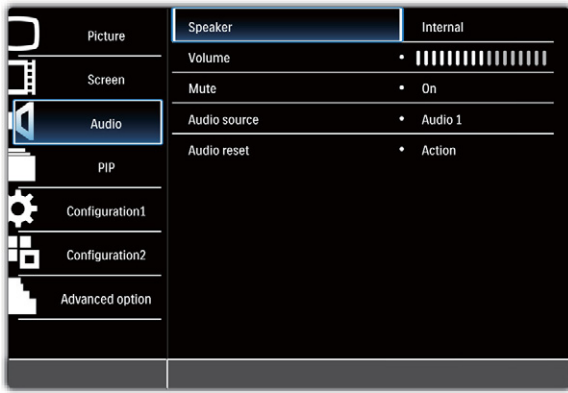 Picture
Screen
Audio
PIP
Configuration1
Configuration2
Advanced option
Speaker Internal
Volume •
Mute • On
Audio source • Audio 1
Audio reset • Action